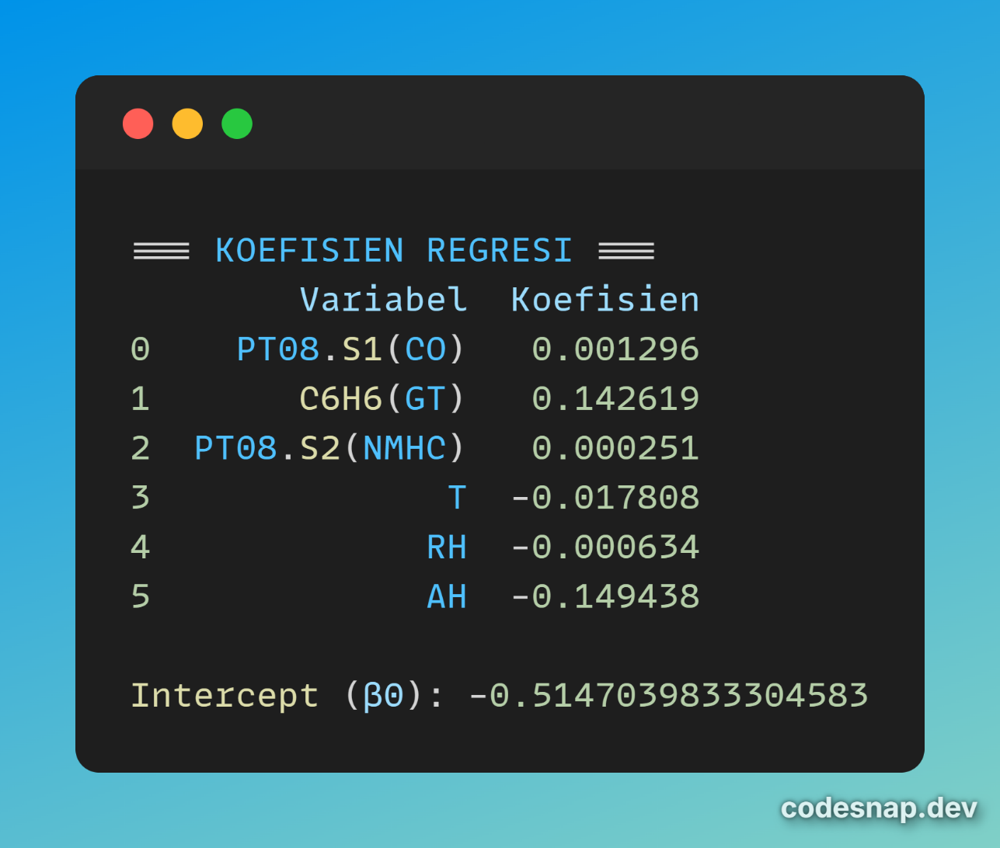 === KOEFISIEN REGRESI ===
Variabel Koefisien
0 PT08.S1(CO) 0.001296
1 C6H6(GT) 0.142619
2 PT08.S2(NMHC) 0.000251
3 T -0.017808
4 RH -0.000634
5 AH -0.149438
Intercept (β0): -0.5147039833304583
codesnap.dev